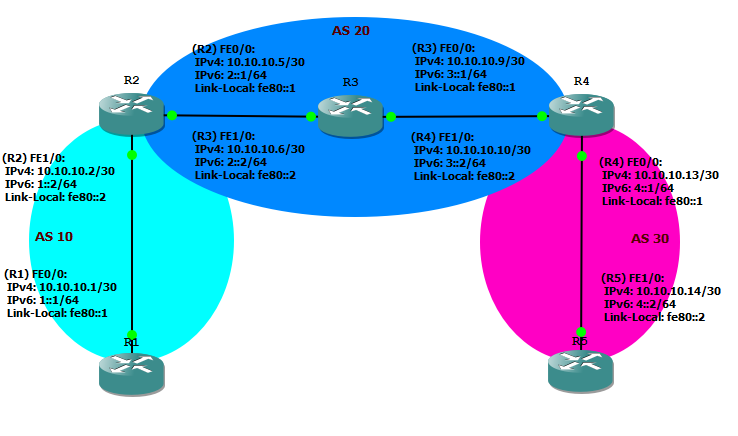 AS 20
(R2) FE0/0:
IPv4: 10.10.10.5/30
IPv6: 2::1/64
Link-Local: fe80::1
(R3) FE0/0:
IPv4: 10.10.10.9/30
IPv6: 3::1/64
Link-Local: fe80::1
R2
R3
R4
(R3) FE1/0:
IPv4: 10.10.10.6/30
IPv6: 2::2/64
Link-Local: fe80::2
(R4) FE1/0:
IPv4: 10.10.10.10/30
IPv6: 3::2/64
Link-Local: fe80::2
(R2) FE1/0:
IPv4: 10.10.10.2/30
IPv6: 1::2/64
Link-Local: fe80::2
(R4) FE0/0:
IPv4: 10.10.10.13/30
IPv6: 4::1/64
Link-Local: fe80::1
AS 10
AS 30
(R1) FE0/0:
IPv4: 10.10.10.1/30
IPv6: 1::1/64
Link-Local: fe80::1
(R5) FE1/0:
IPv4: 10.10.10.14/30
IPv6: 4::2/64
Link-Local: fe80::2
R1
R5